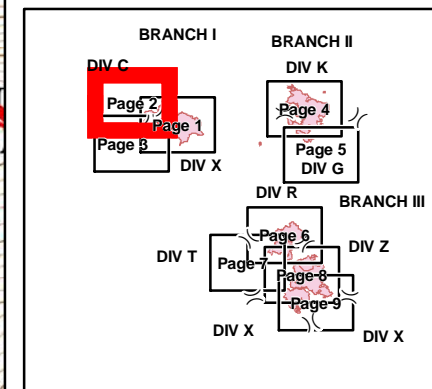 BRANCH I
DIV C
Page 2
Page 1
Page 3
DIV X
BRANCH II
DIV K
Page 4
Page 5
DIV G
DIV R
BRANCH III
Page 6
DIV Z
DIV T
Page 7
Page 8
Page 9
DIV X
DIV X